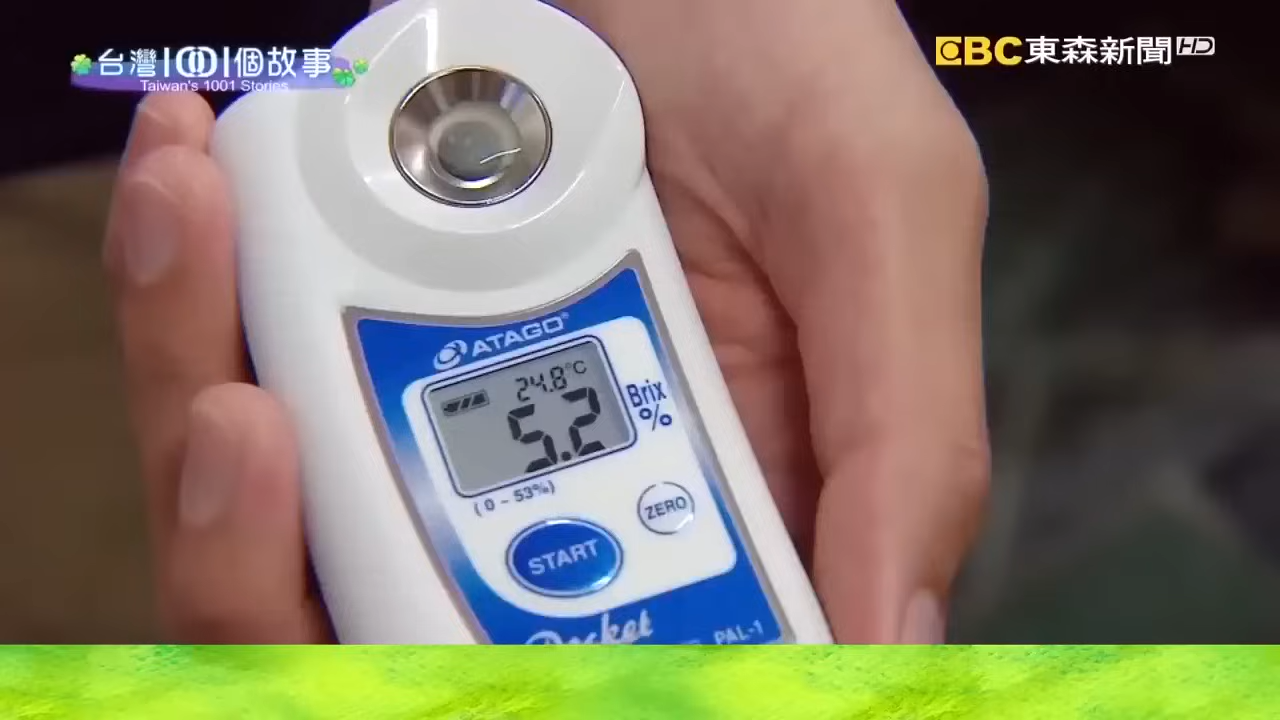 台灣1001個故事
Taiwan's 1001 Stories
EBC東森新聞HD
ATAGO®
24.8°C
5.2
Brix
%
(0-53%)
ZERO
START
Pocket
PAL-1